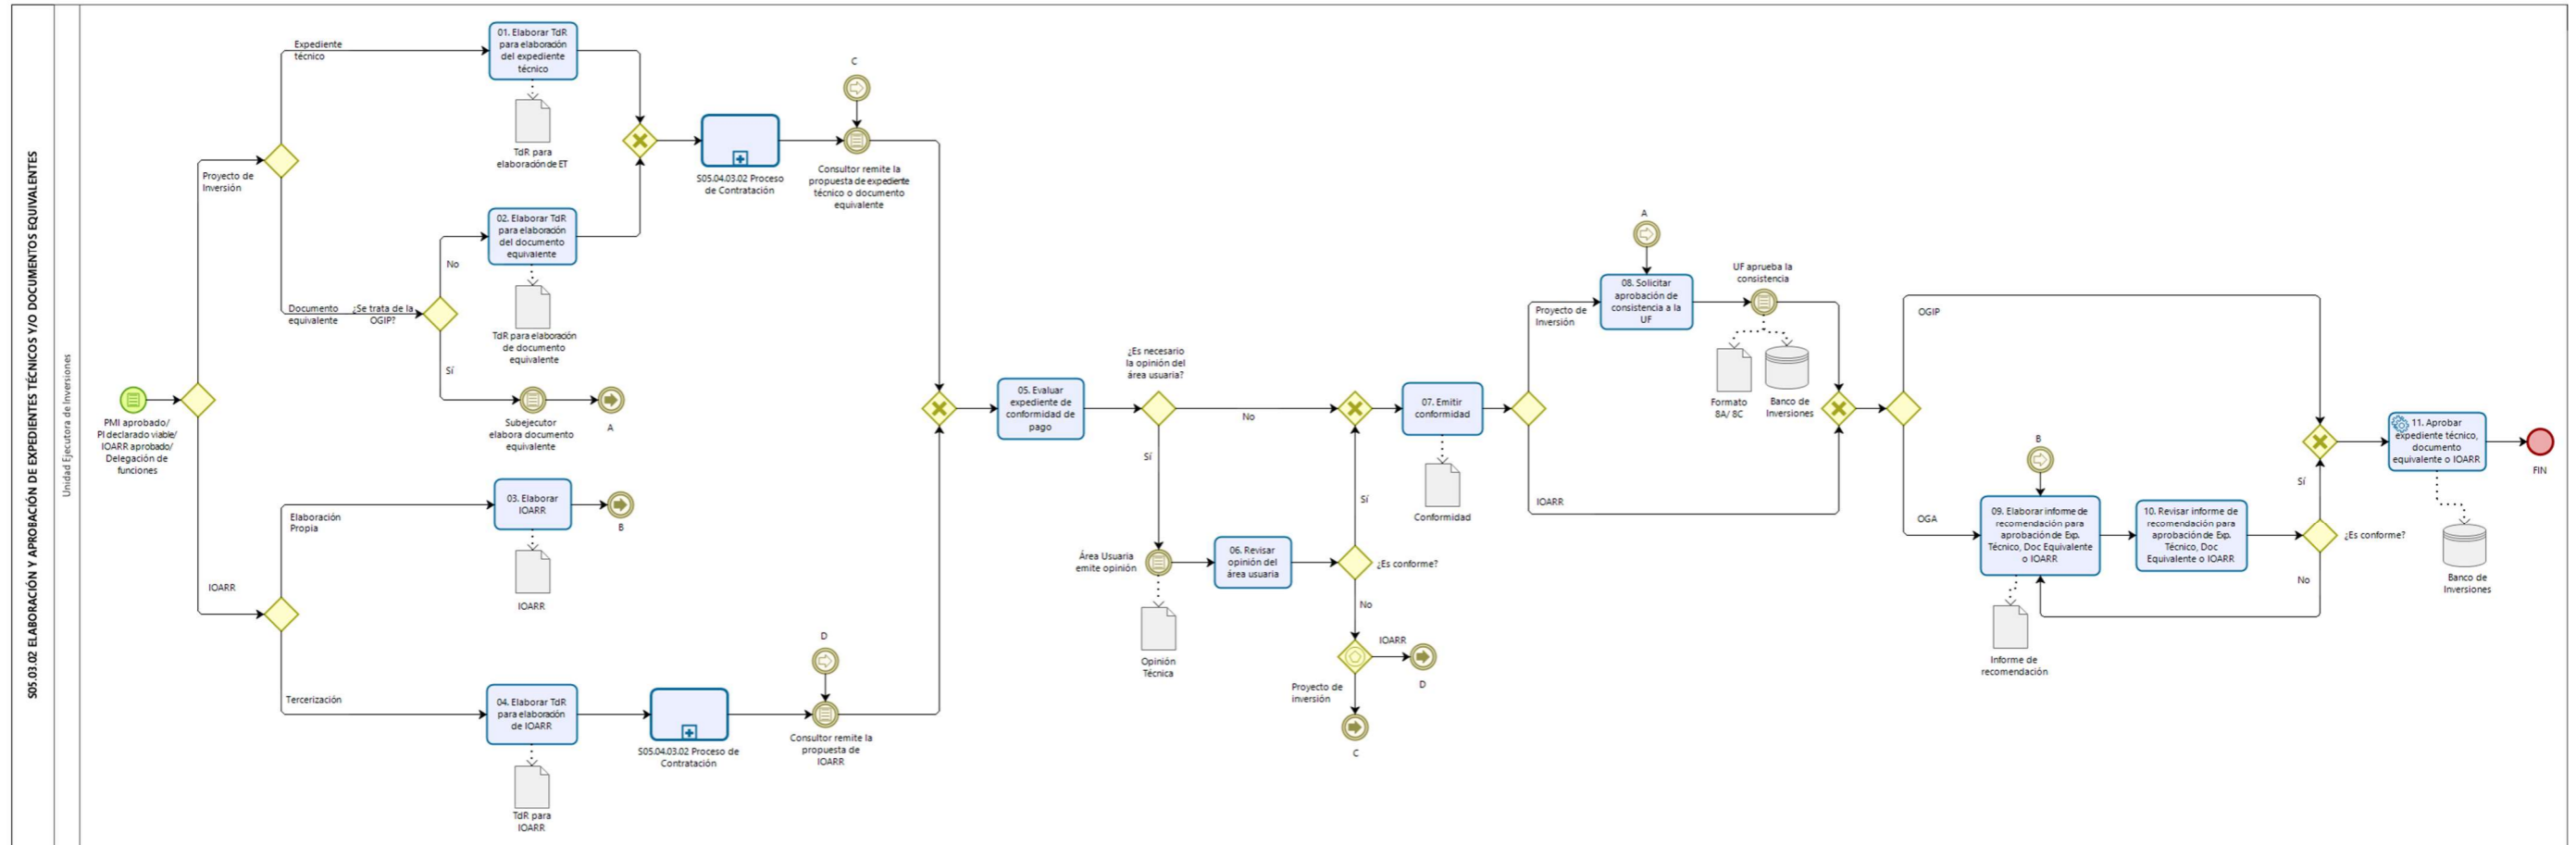 S05.03.02 ELABORACIÓN Y APROBACIÓN DE EXPEDIENTES TÉCNICOS Y/O DOCUMENTOS EQUIVALENTES
Unidad Ejecutora de Inversiones
PMI aprobado/
PI declarado viable/
IOARR aprobado/
Delegación de
funciones
Proyecto de
Inversión
IOARR
Expediente
técnico
01. Elaborar TdR
para elaboración
del expediente
técnico
TdR para
elaboración de ET
Documento
equivalente
¿Se trata de la
OGIP?
No
02. Elaborar TdR
para elaboración
del documento
equivalente
TdR para elaboración
de documento
equivalente
Sí
Subejecutor
elabora documento
equivalente
A
S05.04.03.02 Proceso
de Contratación
C
Consultor remite la
propuesta de expediente
técnico o documento
equivalente
Elaboración
Propia
03. Elaborar
IOARR
IOARR
B
Tercerización
04. Elaborar TdR
para elaboración
de IOARR
TdR para
IOARR
S05.04.03.02 Proceso de
Contratación
D
Consultor remite la
propuesta de
IOARR
05. Evaluar
expediente de
conformidad de
pago
¿Es necesario
la opinión del
área usuaria?
No
Sí
Área Usuaria
emite opinión
Opinión
Técnica
06. Revisar
opinión del
área usuaria
¿Es conforme?
Sí
No
IOARR
D
Proyecto de
inversión
C
07. Emitir
conformidad
Conformidad
Proyecto de
Inversión
IOARR
A
08. Solicitar
aprobación de
consistencia a la
UF
UF aprueba la
consistencia
Formato
8A/ 8C
Banco de
Inversiones
OGIP
OGA
B
09. Elaborar informe de
recomendación para
aprobación de Exp.
Técnico, Doc Equivalente
o IOARR
Informe de
recomendación
10. Revisar informe de
recomendación para
aprobación de Exp.
Técnico, Doc
Equivalente o IOARR
¿Es conforme?
Sí
No
11. Aprobar
expediente técnico,
documento
equivalente o IOARR
Banco de
Inversiones
FIN